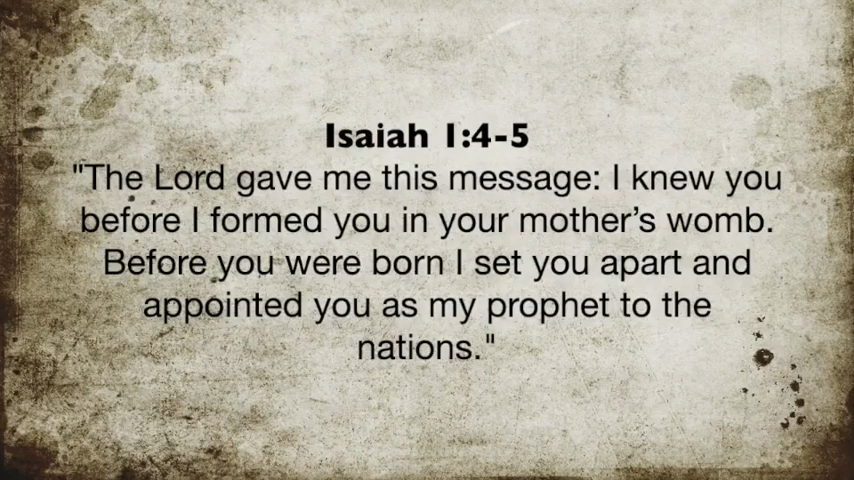 Isaiah 1:4-5
"The Lord gave me this message: I knew you
before I formed you in your mother’s womb.
Before you were born I set you apart and
appointed you as my prophet to the
nations."